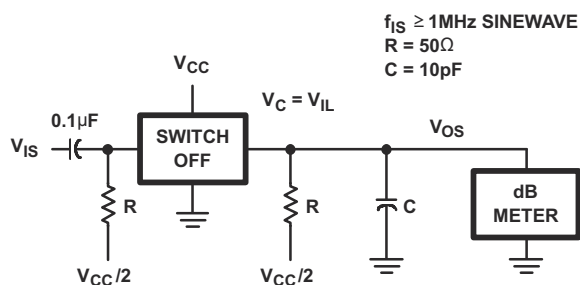 f_IS ≥ 1MHz SINEWAVE
R = 50Ω
C = 10pF
V_CC
0.1μF
V_C = V_IL
V_IS
SWITCH
OFF
V_OS
dB
METER
R
R
C
V_CC/2
V_CC/2